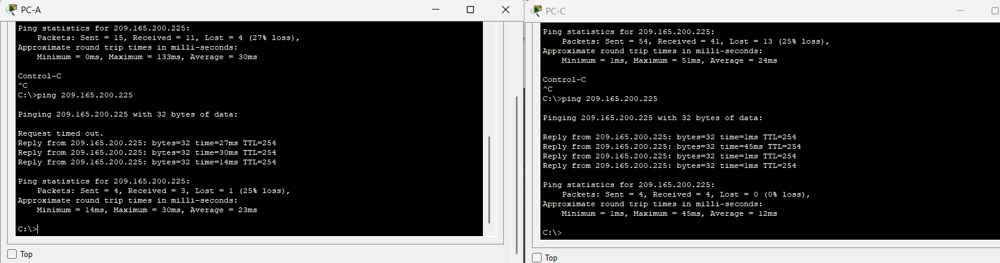 PC-A
Ping statistics for 209.165.200.225:
Packets: Sent = 15, Received = 11, Lost = 4 (27% loss),
Approximate round trip times in milli-seconds:
Minimum = 0ms, Maximum = 133ms, Average = 30ms
Control-C
^C
C:\>ping 209.165.200.225
Pinging 209.165.200.225 with 32 bytes of data:
Request timed out.
Reply from 209.165.200.225: bytes=32 time=27ms TTL=254
Reply from 209.165.200.225: bytes=32 time=30ms TTL=254
Reply from 209.165.200.225: bytes=32 time=14ms TTL=254
Ping statistics for 209.165.200.225:
Packets: Sent = 4, Received = 3, Lost = 1 (25% loss),
Approximate round trip times in milli-seconds:
Minimum = 14ms, Maximum = 30ms, Average = 23ms
C:\>
Top
PC-C
Ping statistics for 209.165.200.225:
Packets: Sent = 54, Received = 41, Lost = 13 (25% loss),
Approximate round trip times in milli-seconds:
Minimum = 1ms, Maximum = 51ms, Average = 24ms
Control-C
^C
C:\>ping 209.165.200.225
Pinging 209.165.200.225 with 32 bytes of data:
Reply from 209.165.200.225: bytes=32 time=1ms TTL=254
Reply from 209.165.200.225: bytes=32 time=45ms TTL=254
Reply from 209.165.200.225: bytes=32 time=1ms TTL=254
Reply from 209.165.200.225: bytes=32 time=1ms TTL=254
Ping statistics for 209.165.200.225:
Packets: Sent = 4, Received = 4, Lost = 0 (0% loss),
Approximate round trip times in milli-seconds:
Minimum = 1ms, Maximum = 45ms, Average = 12ms
C:\>
Top